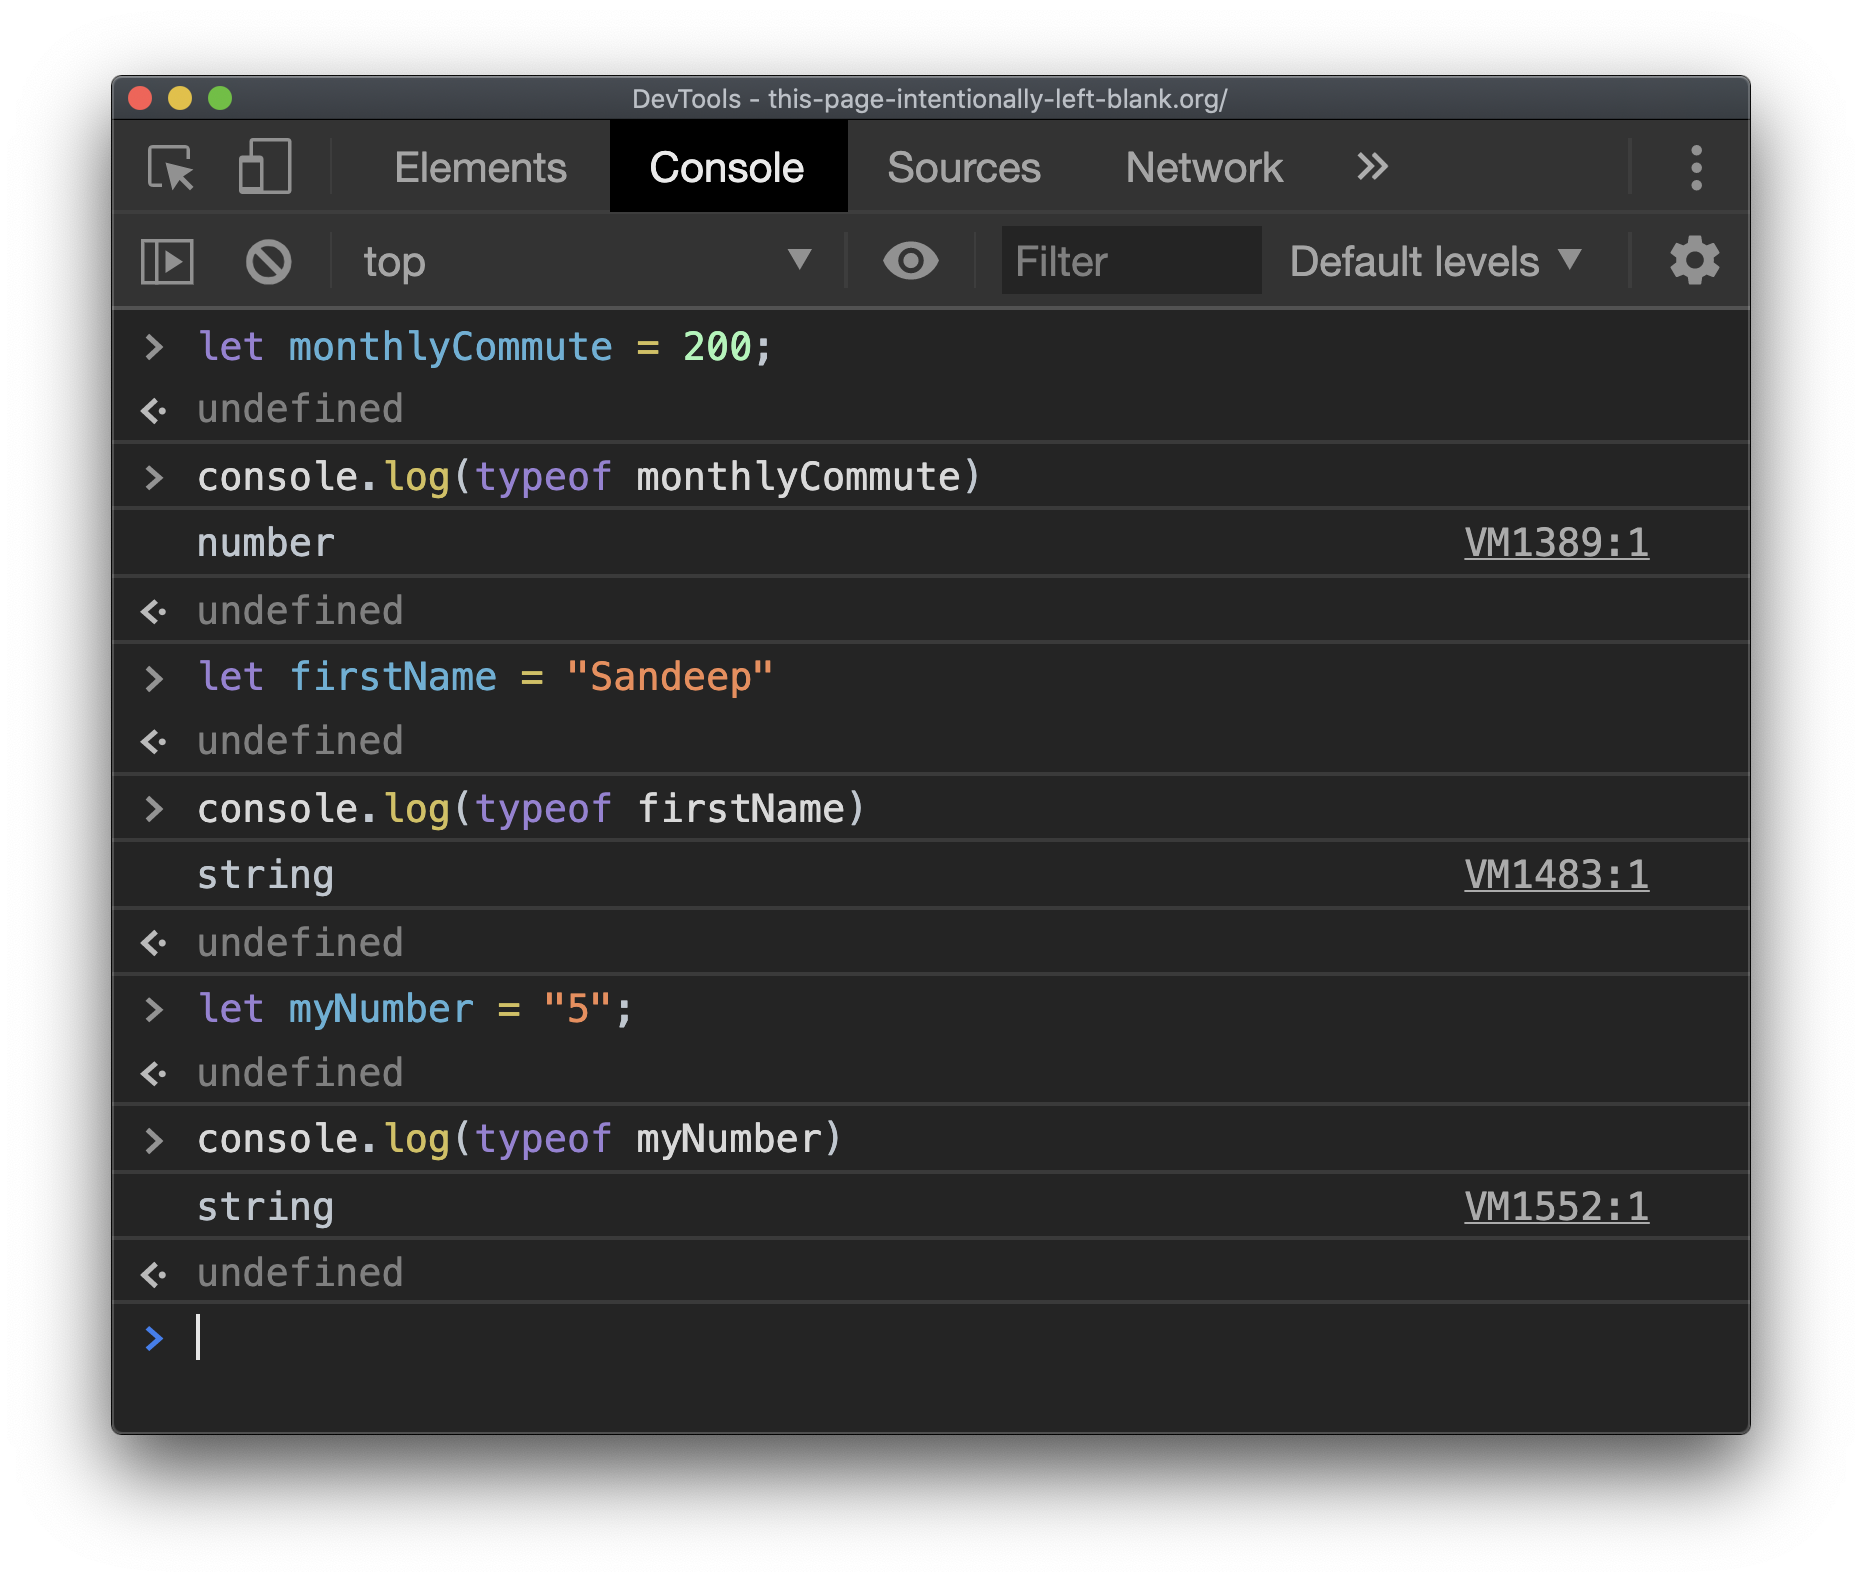 DevTools - this-page-intentionally-left-blank.org/
Elements Console Sources Network »
top Filter Default levels
> let monthlyCommute = 200;
undefined
> console.log(typeof monthlyCommute)
number VM1389:1
undefined
> let firstName = "Sandeep"
undefined
> console.log(typeof firstName)
string VM1483:1
undefined
> let myNumber = "5";
undefined
> console.log(typeof myNumber)
string VM1552:1
undefined
>